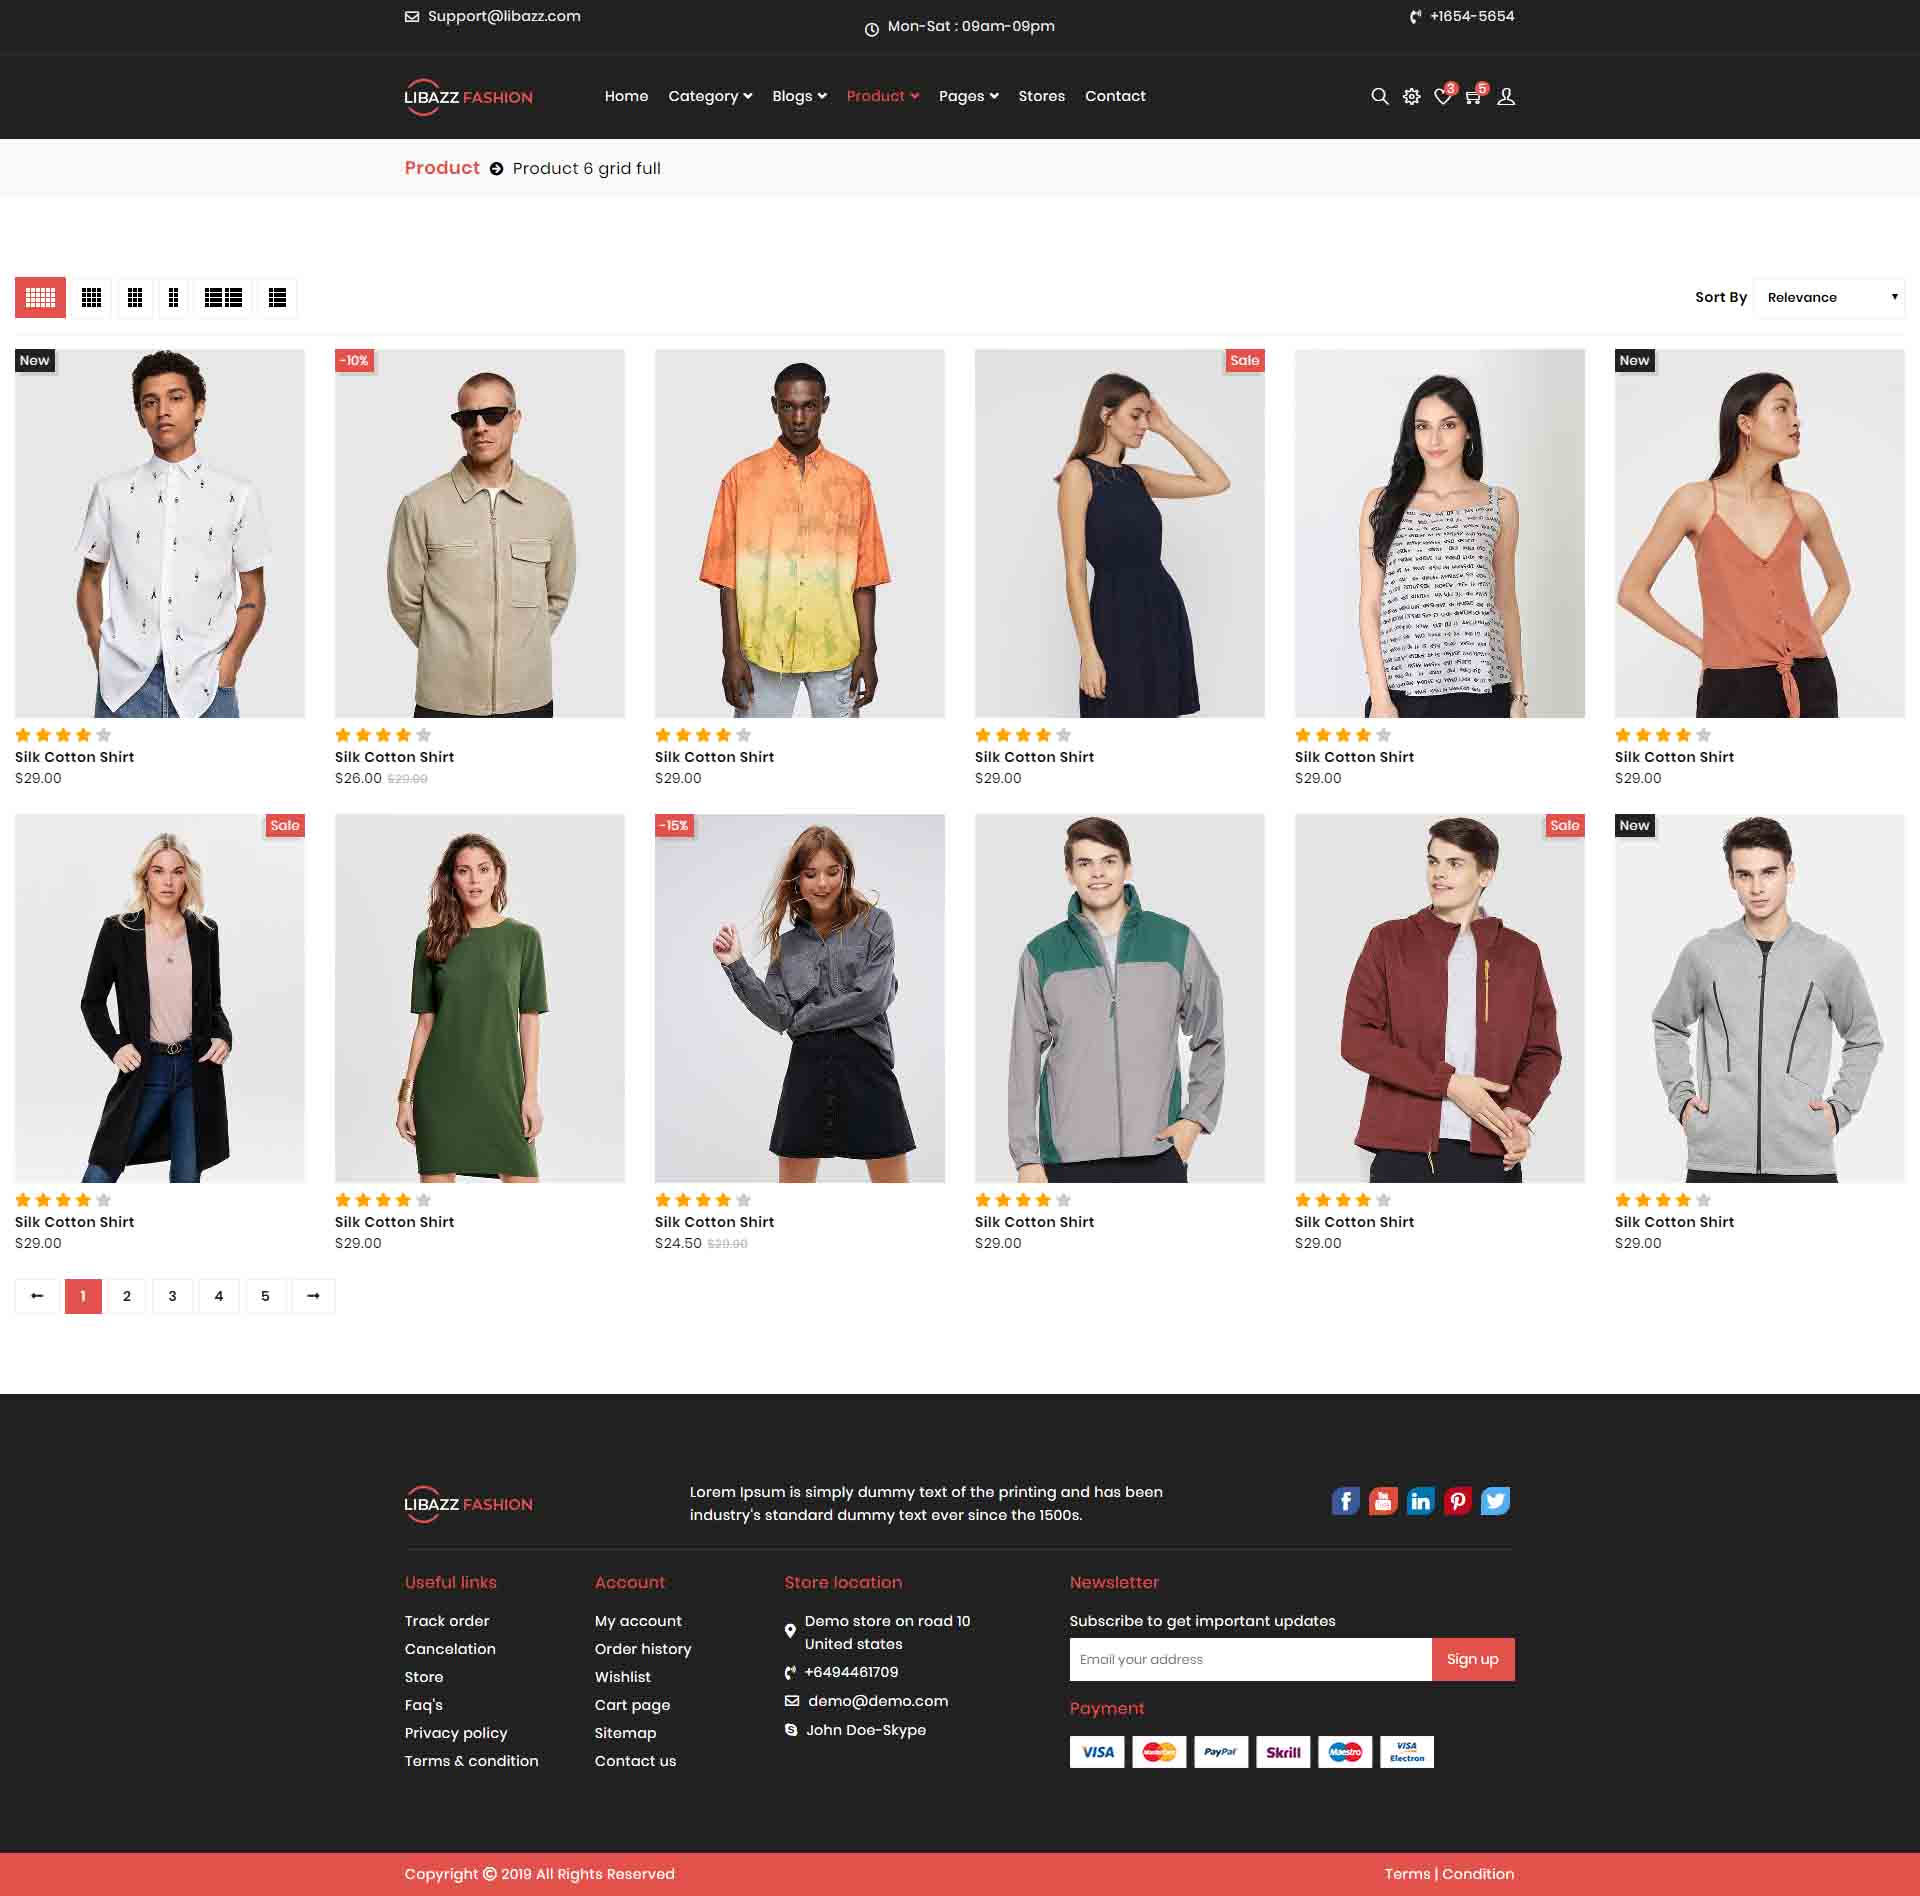 Support@libazz.com
Mon-Sat : 09am-09pm
+1654-5654
LIBAZZ FASHION
Home Category Blogs Product Pages Stores Contact
3
5
Product Product 6 grid full
Sort By Relevance
New
-10%
Sale
New
Silk Cotton Shirt
$29.00
Silk Cotton Shirt
$26.00 $29.00
Silk Cotton Shirt
$29.00
Silk Cotton Shirt
$29.00
Silk Cotton Shirt
$29.00
Silk Cotton Shirt
$29.00
Sale
-15%
Sale
New
Silk Cotton Shirt
$29.00
Silk Cotton Shirt
$29.00
Silk Cotton Shirt
$24.50 $29.00
Silk Cotton Shirt
$29.00
Silk Cotton Shirt
$29.00
Silk Cotton Shirt
$29.00
1 2 3 4 5
LIBAZZ FASHION
Lorem Ipsum is simply dummy text of the printing and has been
industry's standard dummy text ever since the 1500s.
Useful links
Track order
Cancelation
Store
Faq's
Privacy policy
Terms & condition
Account
My account
Order history
Wishlist
Cart page
Sitemap
Contact us
Store location
Demo store on road 10
United states
+6494461709
demo@demo.com
John Doe-Skype
Newsletter
Subscribe to get important updates
Email your address
Sign up
Payment
VISA
MasterCard
PayPal
Skrill
Maestro
VISA
Electron
Copyright © 2019 All Rights Reserved
Terms | Condition